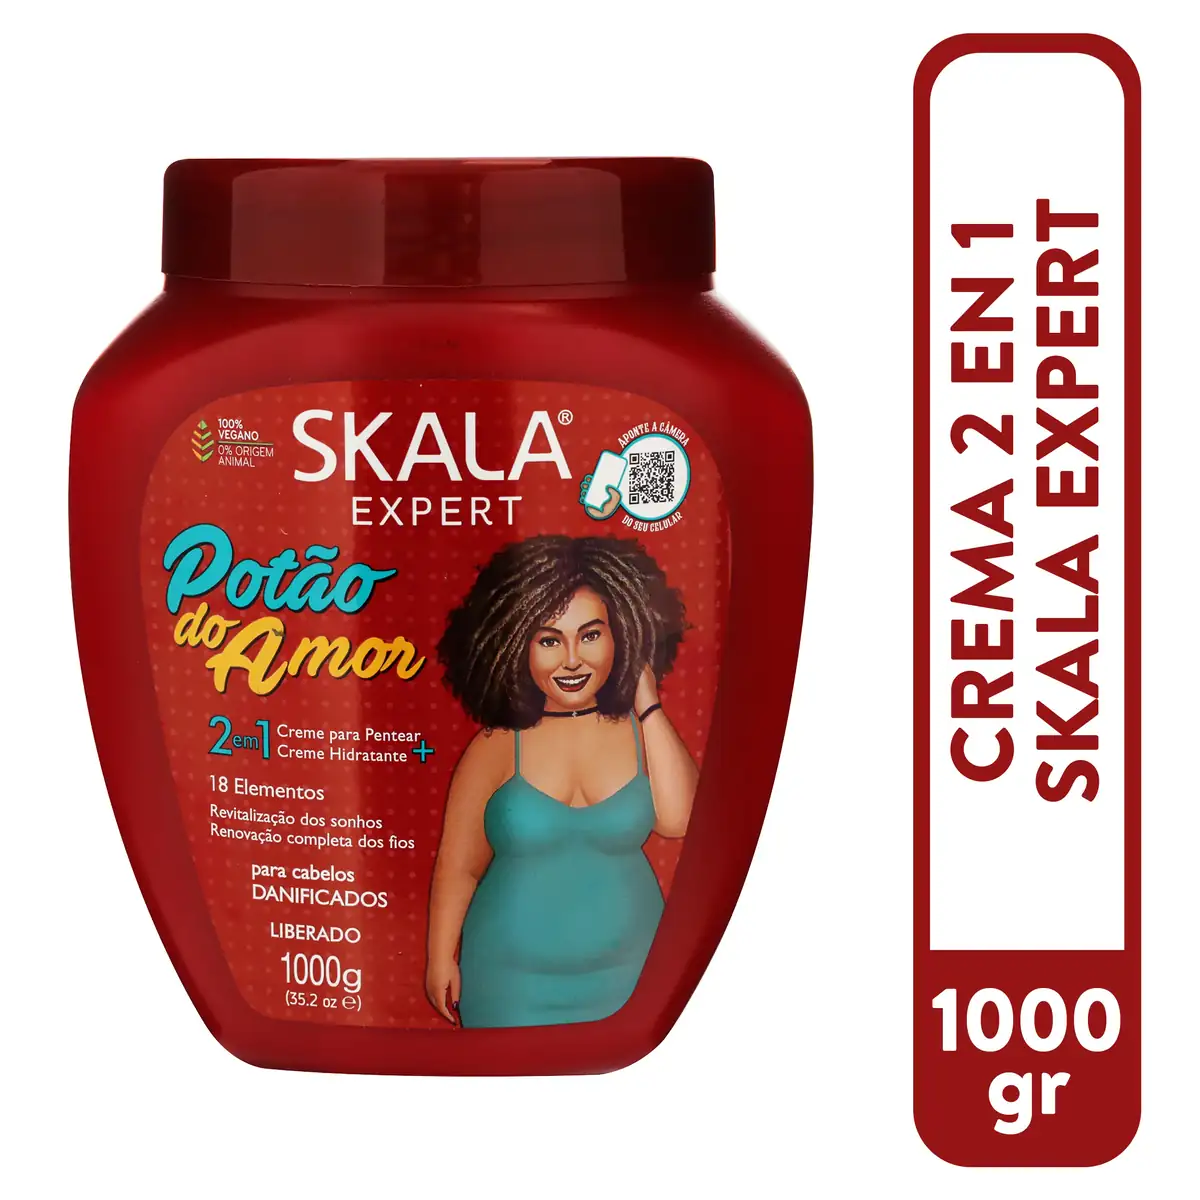 100%
VEGANO
0% ORIGEM
ANIMAL
SKALA®
EXPERT
APONTE A CÂMERA
DO SEU CELULAR
Potão
do Amor
2em1 Creme para Pentear
Creme Hidratante +
18 Elementos
Revitalização dos sonhos
Renovação completa dos fios
para cabelos
DANIFICADOS
LIBERADO
1000g
(35.2 oz ℮)
CREMA 2 EN 1
SKALA EXPERT
1000
gr